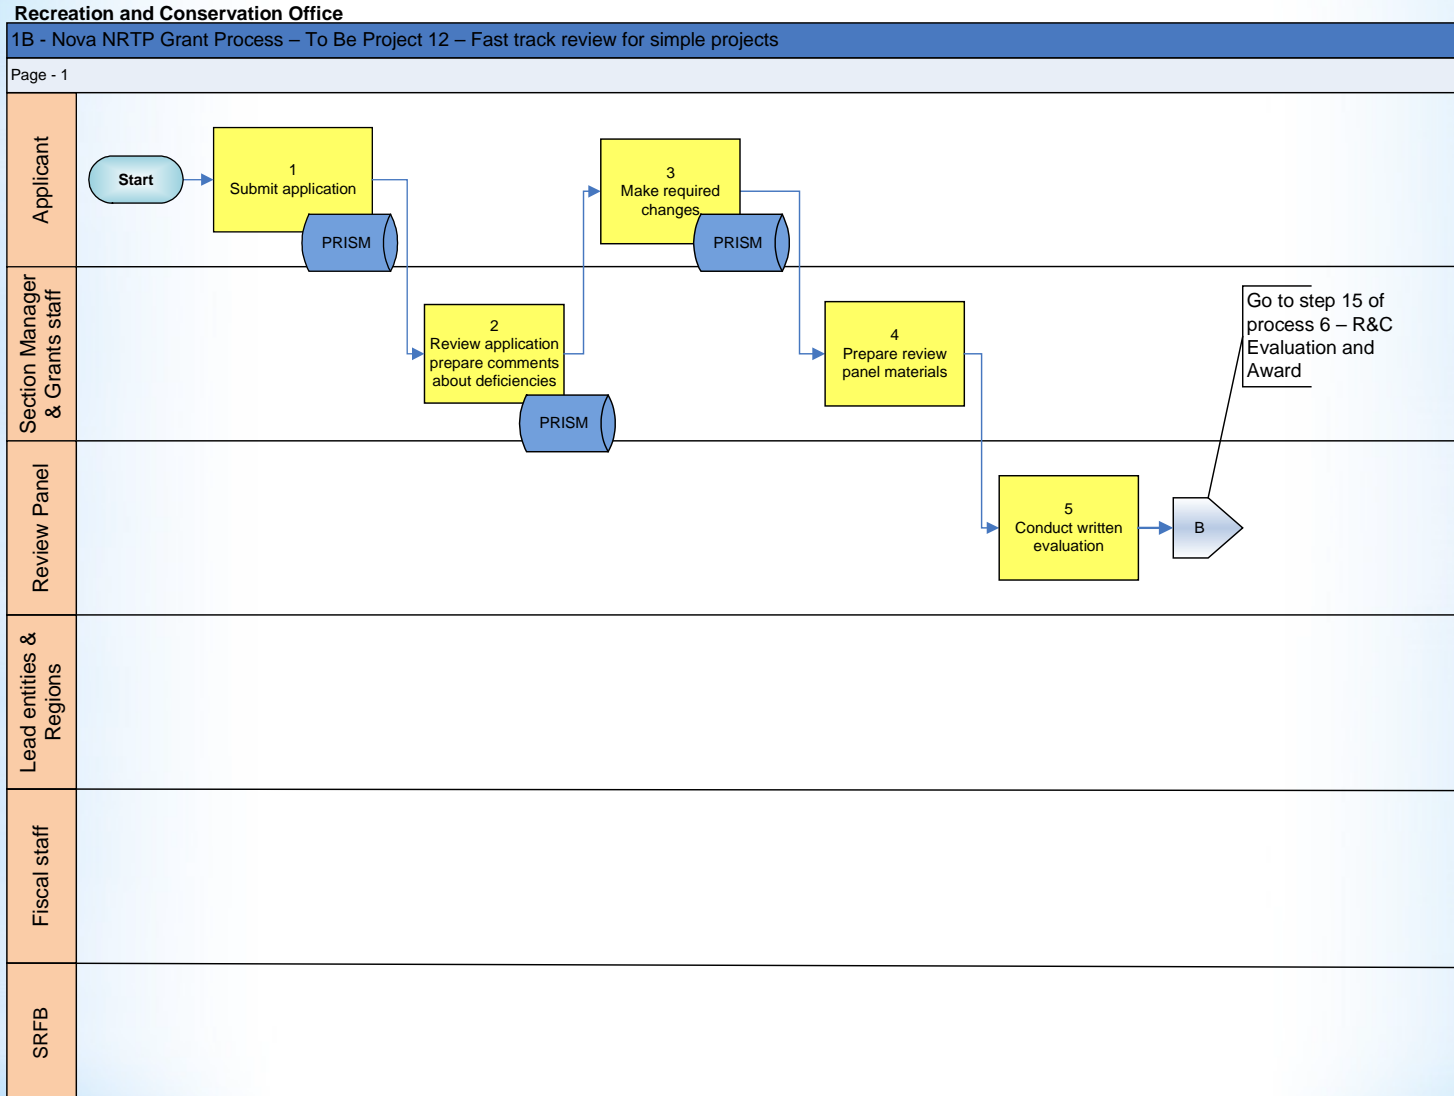 Recreation and Conservation Office
1B - Nova NRTP Grant Process – To Be Project 12 – Fast track review for simple projects
Page - 1
Applicant
Start
1
Submit application
PRISM
3
Make required
changes
PRISM
Section Manager
& Grants staff
2
Review application
prepare comments
about deficiencies
PRISM
4
Prepare review
panel materials
Go to step 15 of
process 6 – R&C
Evaluation and
Award
Review Panel
5
Conduct written
evaluation
B
Lead entities &
Regions
Fiscal staff
SRFB